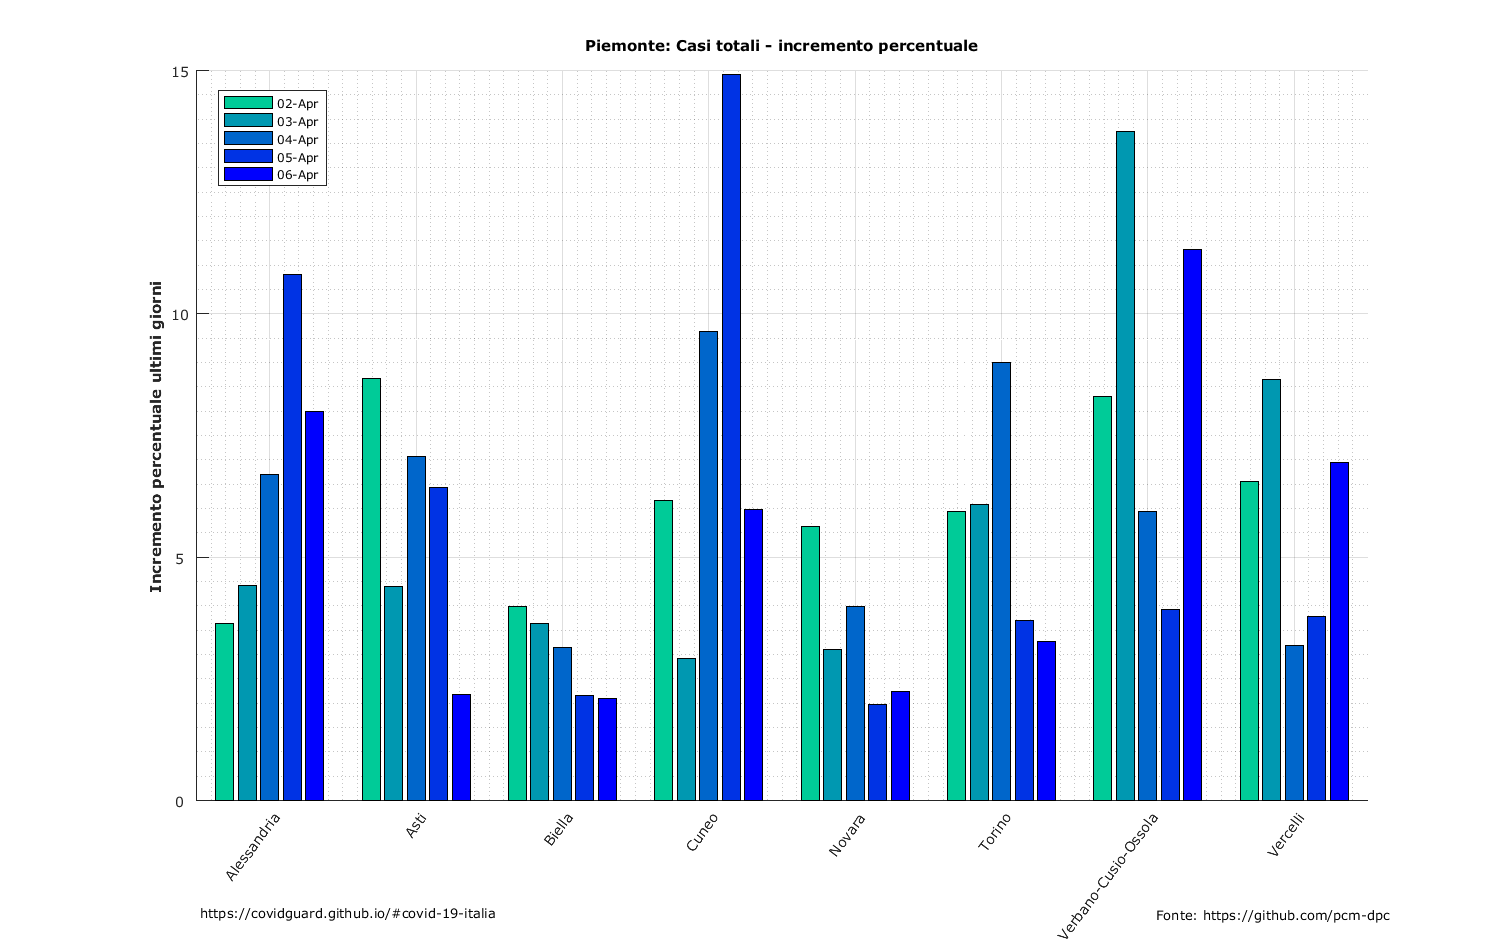 Piemonte: Casi totali - incremento percentuale
15
10
5
0
Incremento percentuale ultimi giorni
02-Apr
03-Apr
04-Apr
05-Apr
06-Apr
Alessandria
Asti
Biella
Cuneo
Novara
Torino
Verbano-Cusio-Ossola
Vercelli
https://covidguard.github.io/#covid-19-italia
Fonte: https://github.com/pcm-dpc